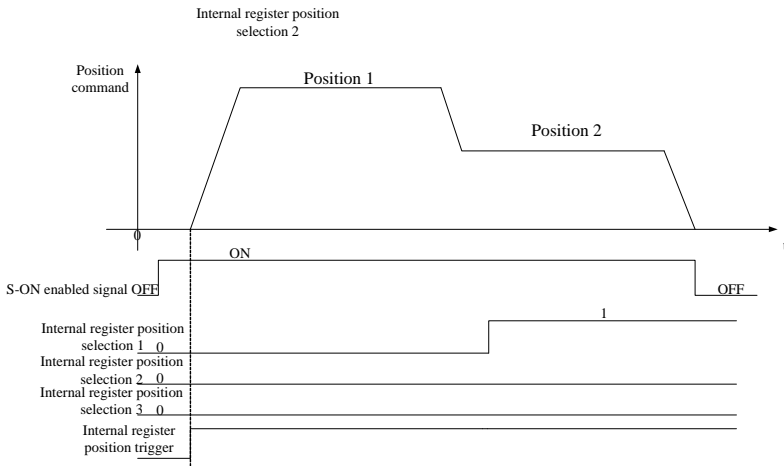 Internal register position
selection 2
Position
command
Position 1
Position 2
0
ON
S-ON enabled signal OFF
OFF
1
Internal register position
selection 1 0
Internal register position
selection 2 0
Internal register position
selection 3 0
Internal register
position trigger